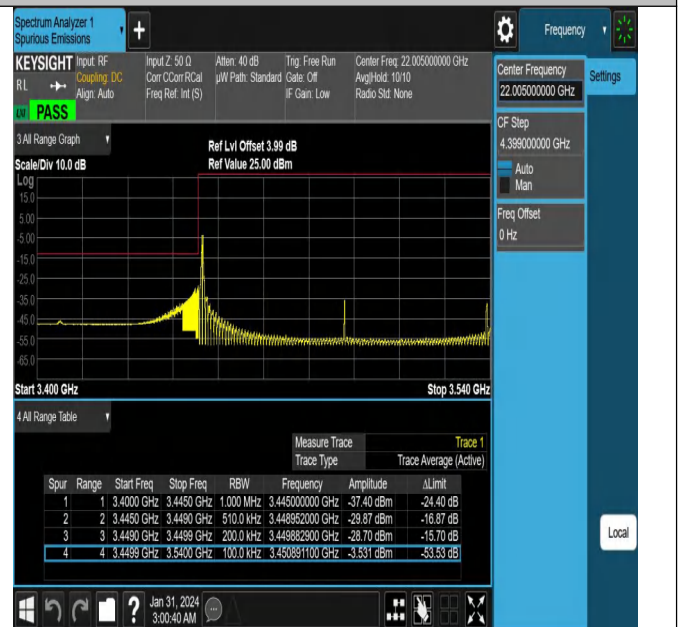 Spectrum Analyzer 1
Spurious Emissions
Frequency
KEYSIGHT Input: RF Input Z: 50 Ω Atten: 40 dB Trig: Free Run Center Freq: 22.005000000 GHz
RL Coupling: DC Corr CCorr RCal µW Path: Standard Gate: Off Avg|Hold: 10/10
Align: Auto Freq Ref: Int (S) IF Gain: Low Radio Std: None
LXI PASS
Center Frequency
22.005000000 GHz
Settings
CF Step
4.399000000 GHz
Auto
Man
Freq Offset
0 Hz
3 All Range Graph
Ref Lvl Offset 3.99 dB
Scale/Div 10.0 dB Ref Value 25.00 dBm
Log
15.0
5.00
-5.00
-15.0
-25.0
-35.0
-45.0
-55.0
-65.0
Start 3.400 GHz Stop 3.540 GHz
4 All Range Table
Measure Trace Trace 1
Trace Type Trace Average (Active)
Spur Range Start Freq Stop Freq RBW Frequency Amplitude ΔLimit
1 1 3.4000 GHz 3.4450 GHz 1.000 MHz 3.445000000 GHz -37.40 dBm -24.40 dB
2 2 3.4450 GHz 3.4490 GHz 510.0 kHz 3.448952000 GHz -29.87 dBm -16.87 dB
3 3 3.4490 GHz 3.4499 GHz 200.0 kHz 3.449882900 GHz -28.70 dBm -15.70 dB
4 4 3.4499 GHz 3.5400 GHz 100.0 kHz 3.450891100 GHz -3.531 dBm -53.53 dB
Local
Jan 31, 2024
3:00:40 AM